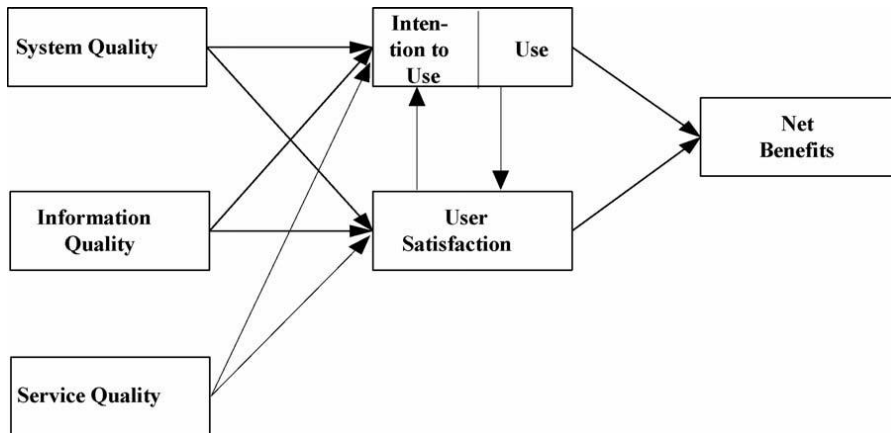 System Quality
Inten-
tion to
Use
Use
Net
Benefits
Information
Quality
User
Satisfaction
Service Quality